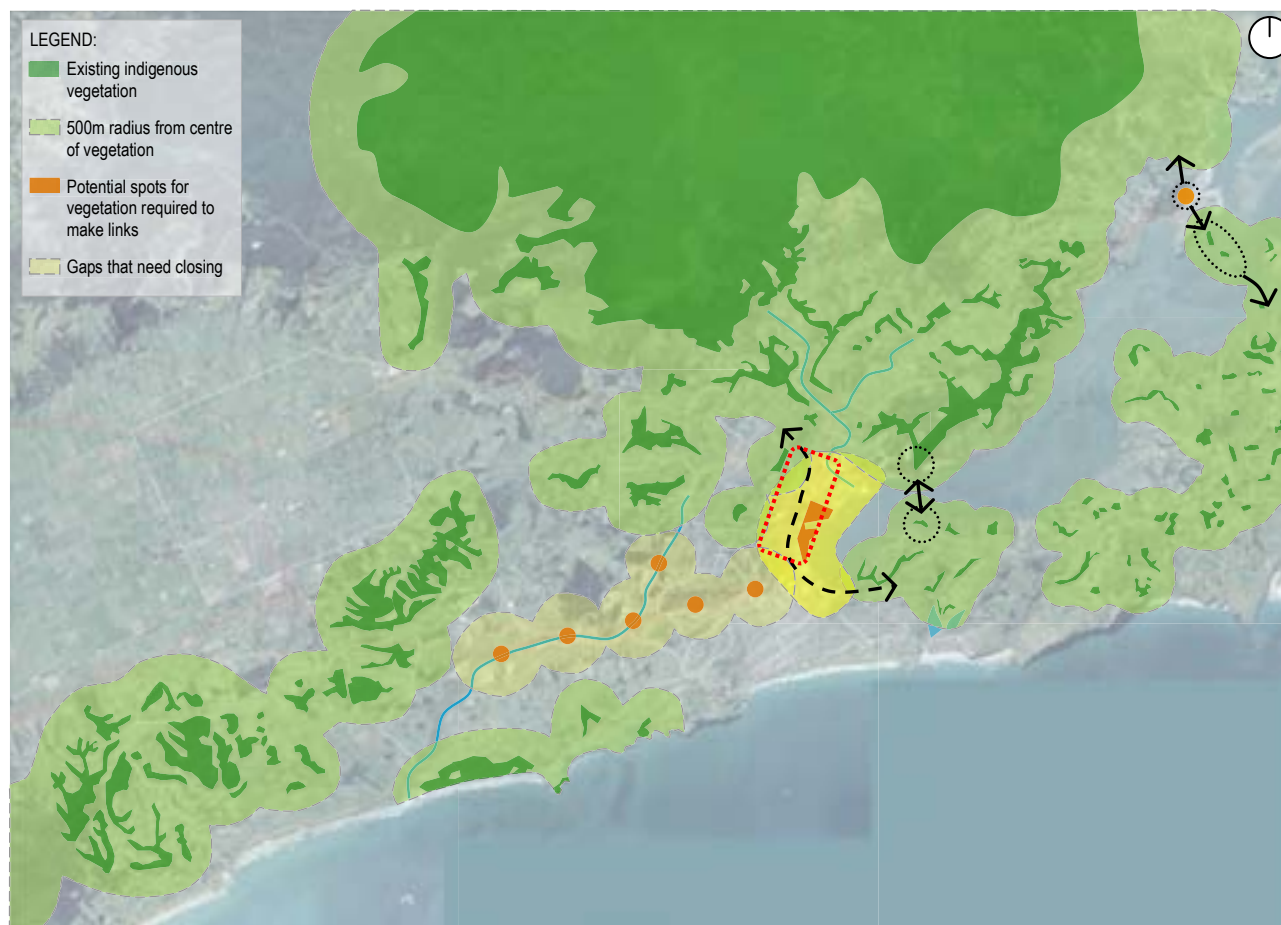 LEGEND:
Existing indigenous
vegetation
500m radius from centre
of vegetation
Potential spots for
vegetation required to
make links
Gaps that need closing